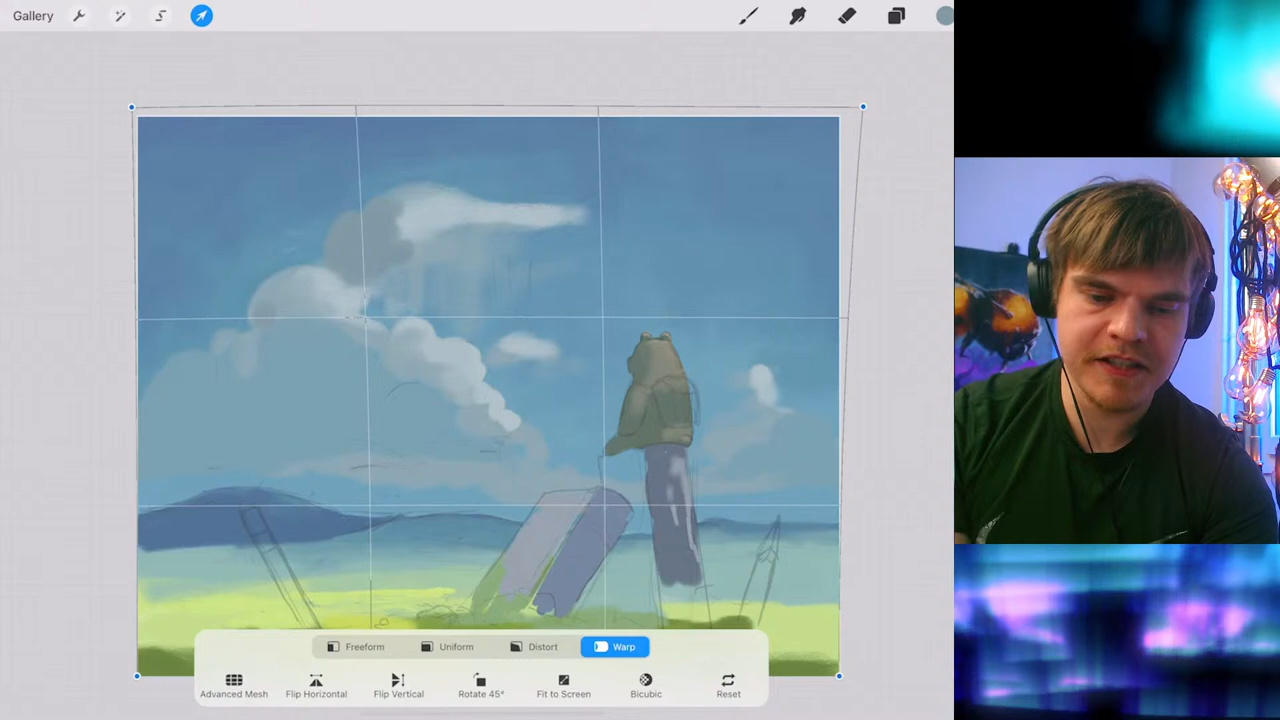 Gallery
Freeform Uniform Distort Warp
Advanced Mesh Flip Horizontal Flip Vertical Rotate 45° Fit to Screen Bicubic Reset